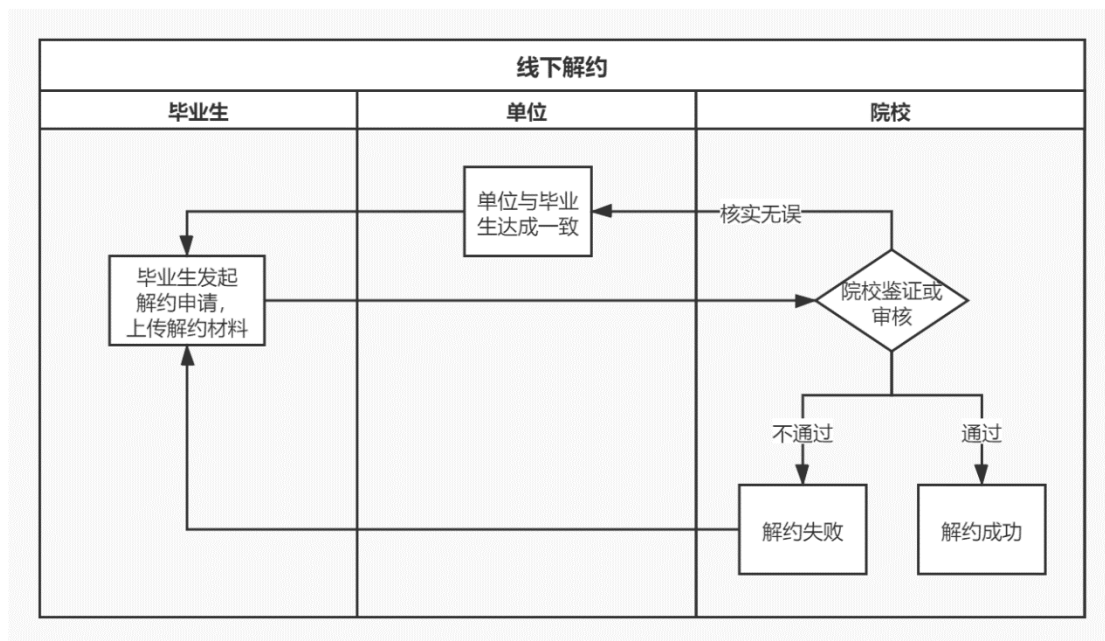 线下解约
毕业生
单位
院校
单位与毕业
生达成一致
核实无误
毕业生发起
解约申请，
上传解约材料
院校鉴证或
审核
不通过
通过
解约失败
解约成功